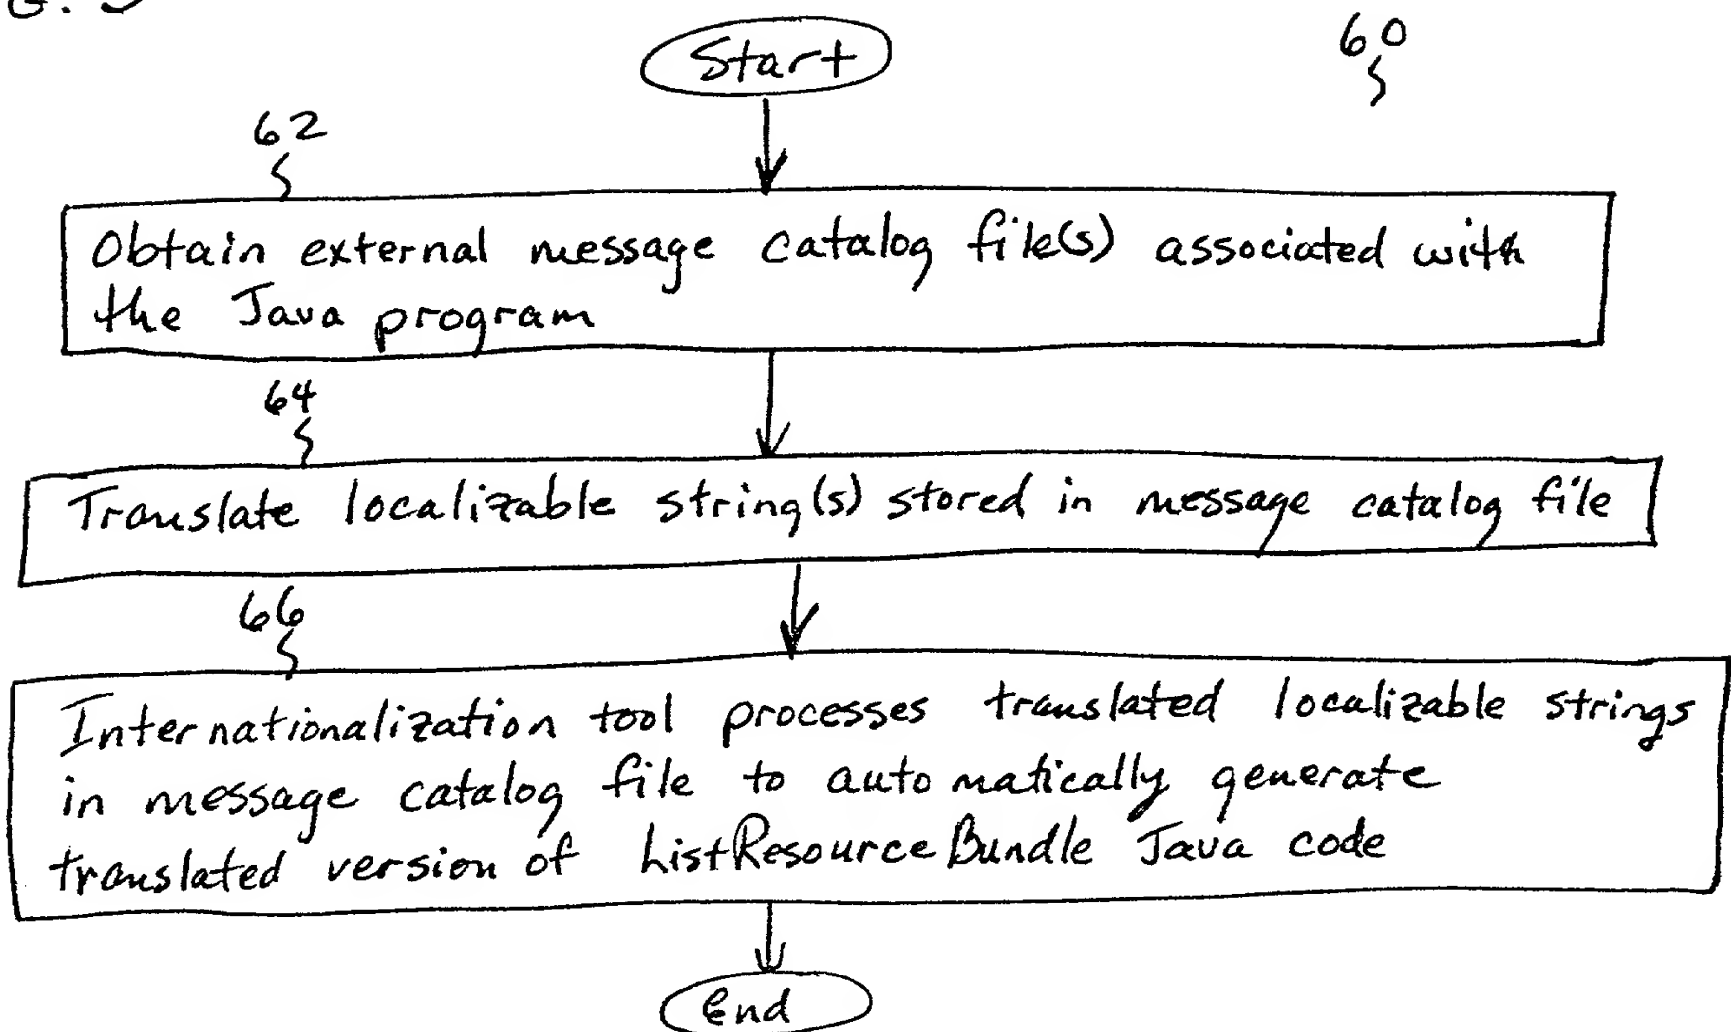 G. 5
Start
60
62
Obtain external message catalog file(s) associated with
the Java program
64
Translate localizable string(s) stored in message catalog file
66
Internationalization tool processes translated localizable strings
in message catalog file to automatically generate
translated version of ListResourceBundle Java code
End